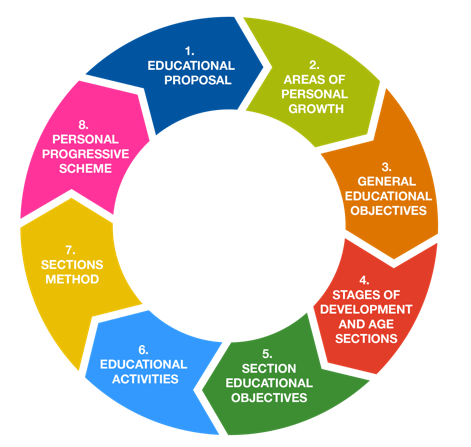 1.
EDUCATIONAL
PROPOSAL
2.
AREAS OF
PERSONAL
GROWTH
3.
GENERAL
EDUCATIONAL
OBJECTIVES
4.
STAGES OF
DEVELOPMENT
AND AGE
SECTIONS
5.
SECTION
EDUCATIONAL
OBJECTIVES
6.
EDUCATIONAL
ACTIVITIES
7.
SECTIONS
METHOD
8.
PERSONAL
PROGRESSIVE
SCHEME